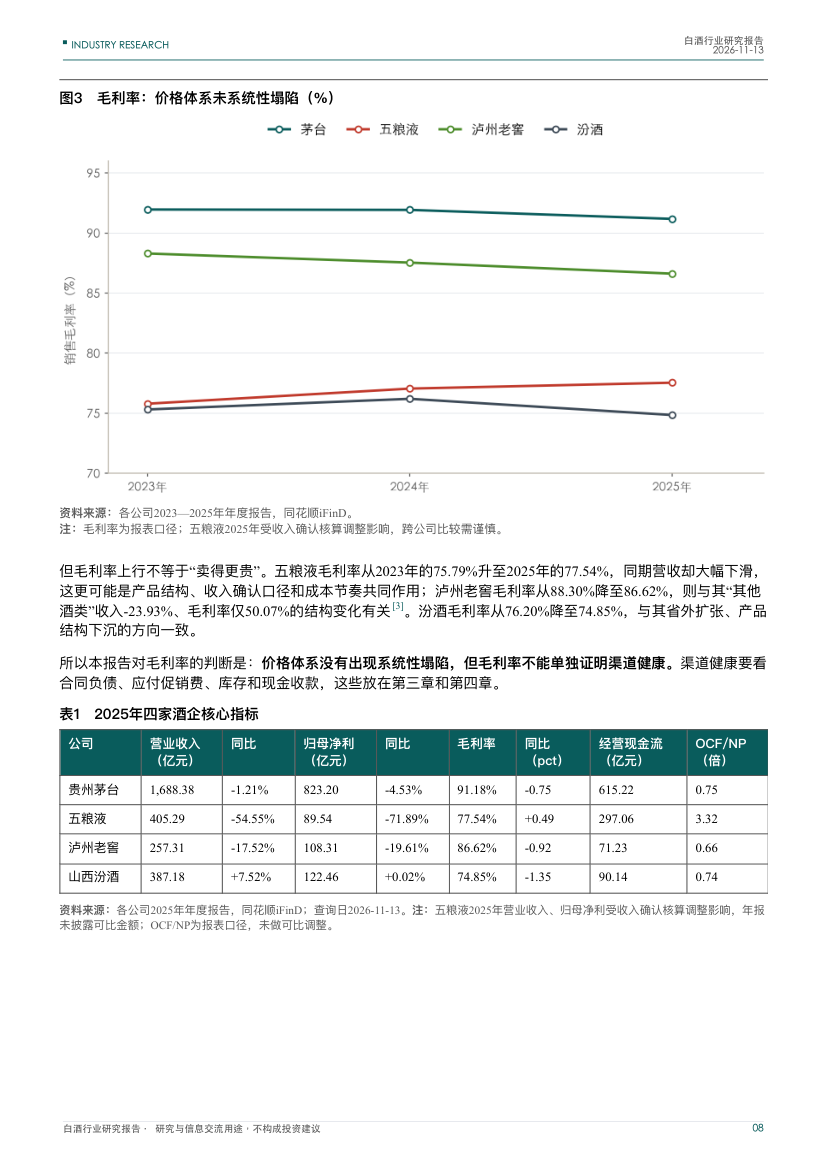 INDUSTRY RESEARCH
白酒行业研究报告
2026-11-13
图3 毛利率：价格体系未系统性塌陷（%）
茅台 五粮液 泸州老窖 汾酒
95
90
85
80
75
70
销售毛利率（%）
2023年 2024年 2025年
资料来源：各公司2023—2025年年度报告，同花顺iFinD。
注：毛利率为报表口径；五粮液2025年受收入确认核算调整影响，跨公司比较需谨慎。
但毛利率上行不等于“卖得更贵”。五粮液毛利率从2023年的75.79%升至2025年的77.54%，同期营收却大幅下滑，
这更可能是产品结构、收入确认口径和成本节奏共同作用；泸州老窖毛利率从88.30%降至86.62%，则与其“其他
酒类”收入-23.93%、毛利率仅50.07%的结构变化有关[3]。汾酒毛利率从76.20%降至74.85%，与其省外扩张、产品
结构下沉的方向一致。
所以本报告对毛利率的判断是：价格体系没有出现系统性塌陷，但毛利率不能单独证明渠道健康。渠道健康要看
合同负债、应付促销费、库存和现金收款，这些放在第三章和第四章。
表1 2025年四家酒企核心指标
公司 营业收入（亿元） 同比 归母净利（亿元） 同比 毛利率 同比（pct） 经营现金流（亿元） OCF/NP（倍）
贵州茅台 1,688.38 -1.21% 823.20 -4.53% 91.18% -0.75 615.22 0.75
五粮液 405.29 -54.55% 89.54 -71.89% 77.54% +0.49 297.06 3.32
泸州老窖 257.31 -17.52% 108.31 -19.61% 86.62% -0.92 71.23 0.66
山西汾酒 387.18 +7.52% 122.46 +0.02% 74.85% -1.35 90.14 0.74
资料来源：各公司2025年年度报告，同花顺iFinD；查询日2026-11-13。注：五粮液2025年营业收入、归母净利受收入确认核算调整影响，年报
未披露可比金额；OCF/NP为报表口径，未做可比调整。
白酒行业研究报告 · 研究与信息交流用途 · 不构成投资建议
08